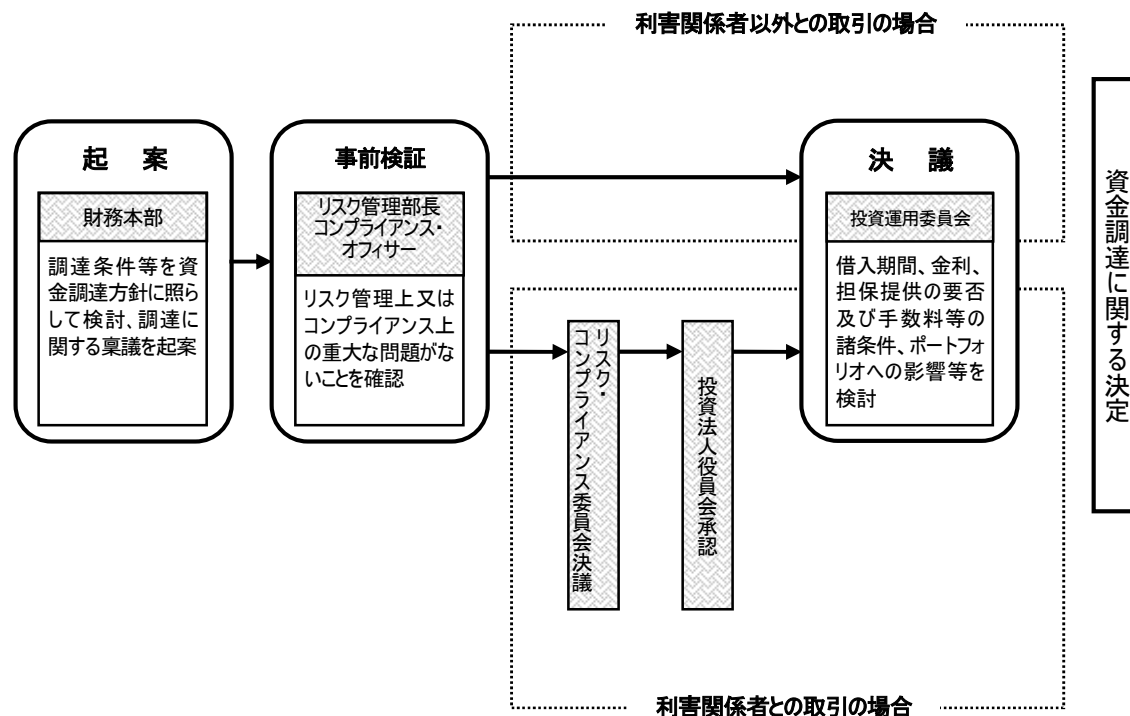 利害関係者以外との取引の場合
起　案
財務本部
調達条件等を資
金調達方針に照ら
して検討、調達に
関する稟議を起案
事前検証
リスク管理部長
コンプライアンス・
オフィサー
リスク管理上又は
コンプライアンス上
の重大な問題がな
いことを確認
リスク・
コンプライアンス委員会決議
投資法人役員会承認
決　議
投資運用委員会
借入期間、金利、
担保提供の要否
及び手数料等の
諸条件、ポートフォ
リオへの影響等を
検討
資金調達に関する決定
利害関係者との取引の場合